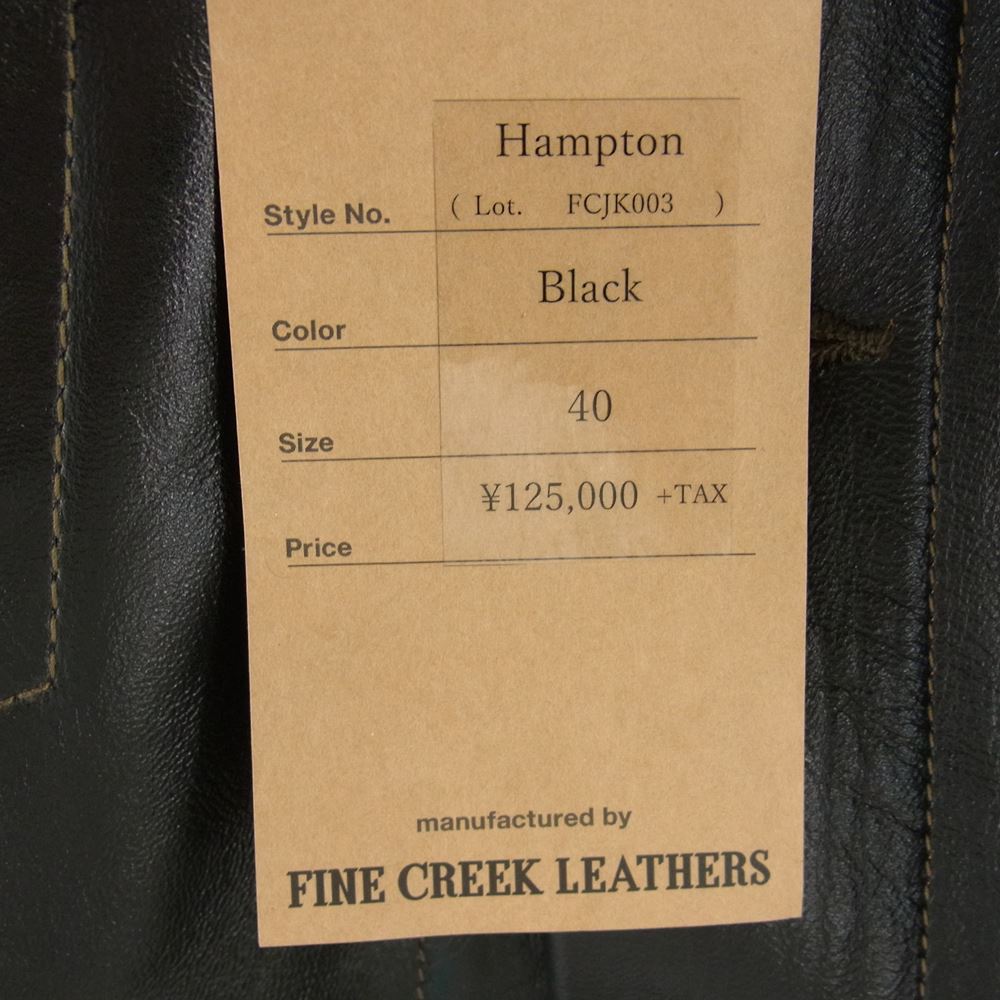 Hampton
Style No. ( Lot. FCJK003 )
Color Black
Size 40
Price ¥125,000 +TAX
manufactured by
FINE CREEK LEATHERS